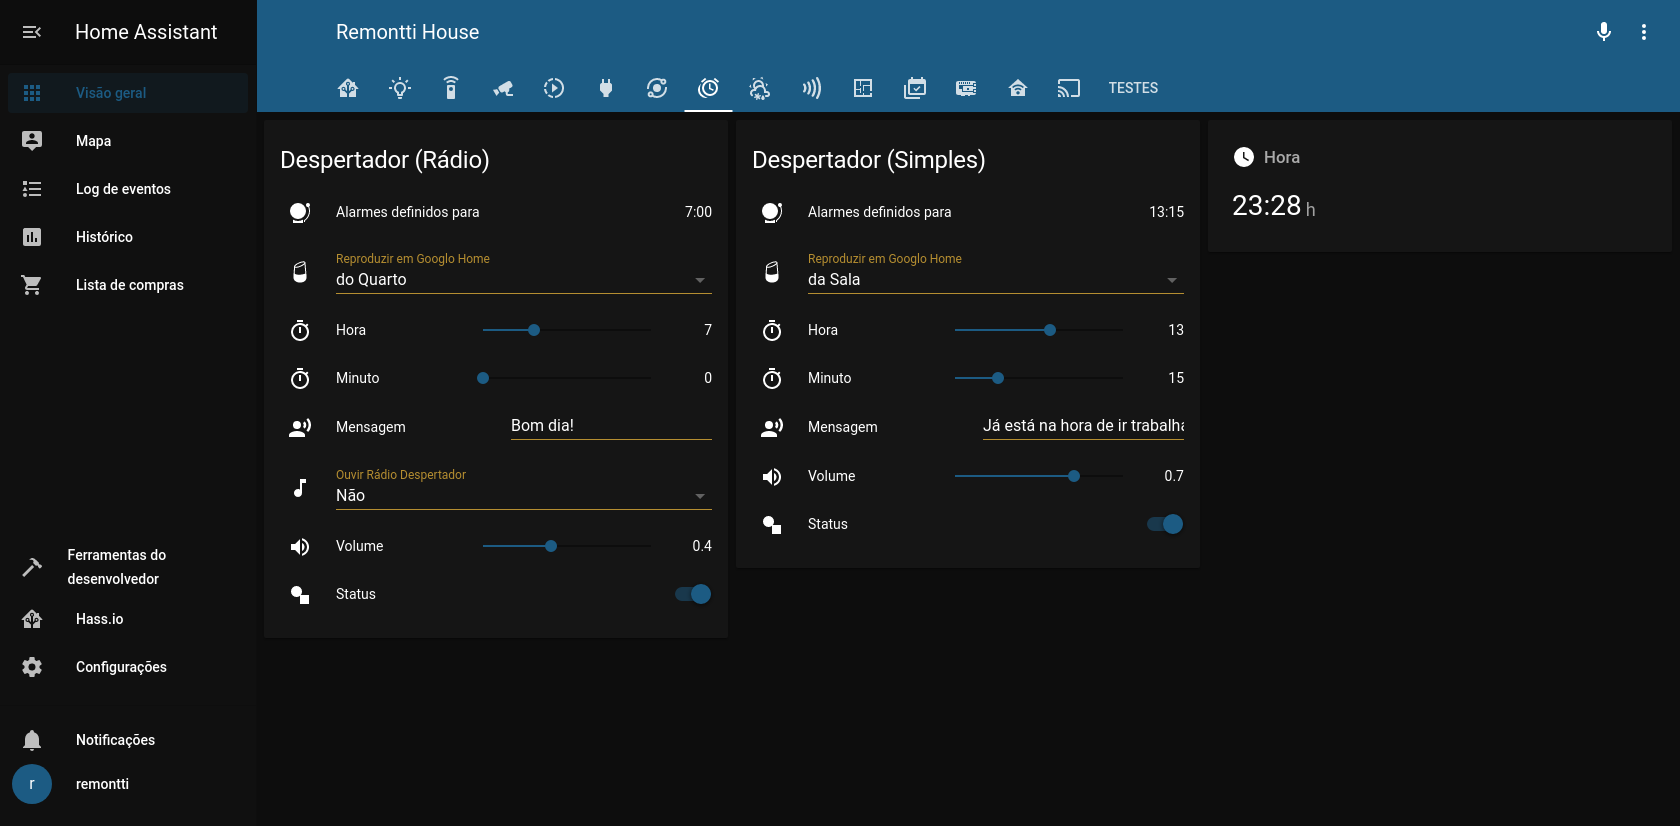 Home Assistant
Visão geral
Mapa
Log de eventos
Histórico
Lista de compras
Ferramentas do
desenvolvedor
Hass.io
Configurações
Notificações
r
remontti
Remontti House
TESTES
Despertador (Rádio)
Alarmes definidos para 7:00
Reproduzir em Googlo Home
do Quarto
Hora 7
Minuto 0
Mensagem Bom dia!
Ouvir Rádio Despertador
Não
Volume 0.4
Status
Despertador (Simples)
Alarmes definidos para 13:15
Reproduzir em Googlo Home
da Sala
Hora 13
Minuto 15
Mensagem Já está na hora de ir trabalha
Volume 0.7
Status
Hora
23:28 h